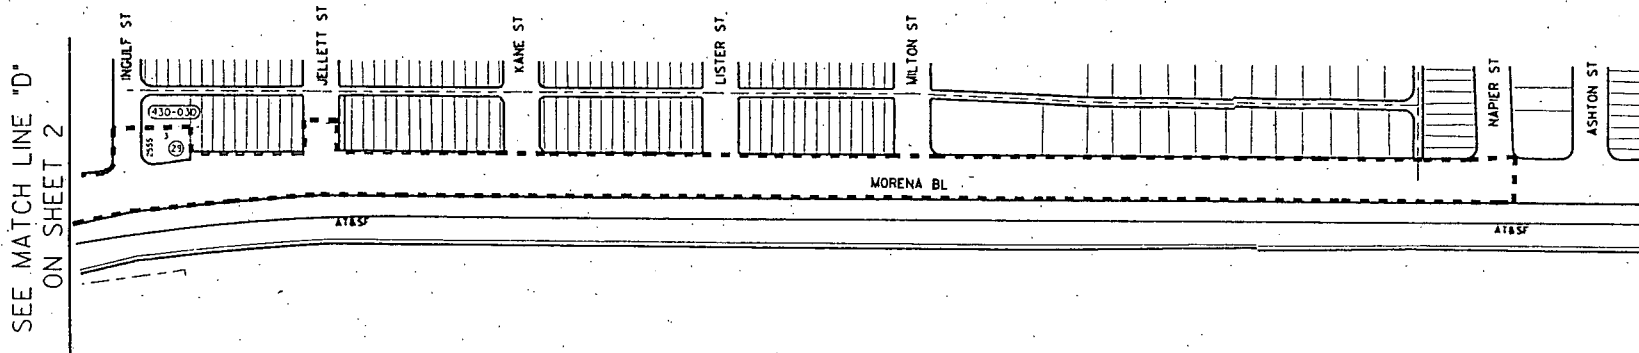 SEE MATCH LINE "D"
ON SHEET 2
INGULF ST
JELLETT ST
KANE ST
LISTER ST.
MILTON ST
NAPIER ST
ASHTON ST
430-030
2555
3
29
MORENA BL
AT&SF
AT&SF